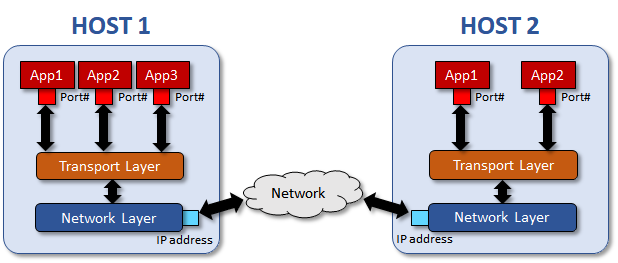 HOST 1
HOST 2
App1
App2
App3
Port#
Port#
Port#
App1
App2
Port#
Port#
Transport Layer
Transport Layer
Network
Network Layer
Network Layer
IP address
IP address